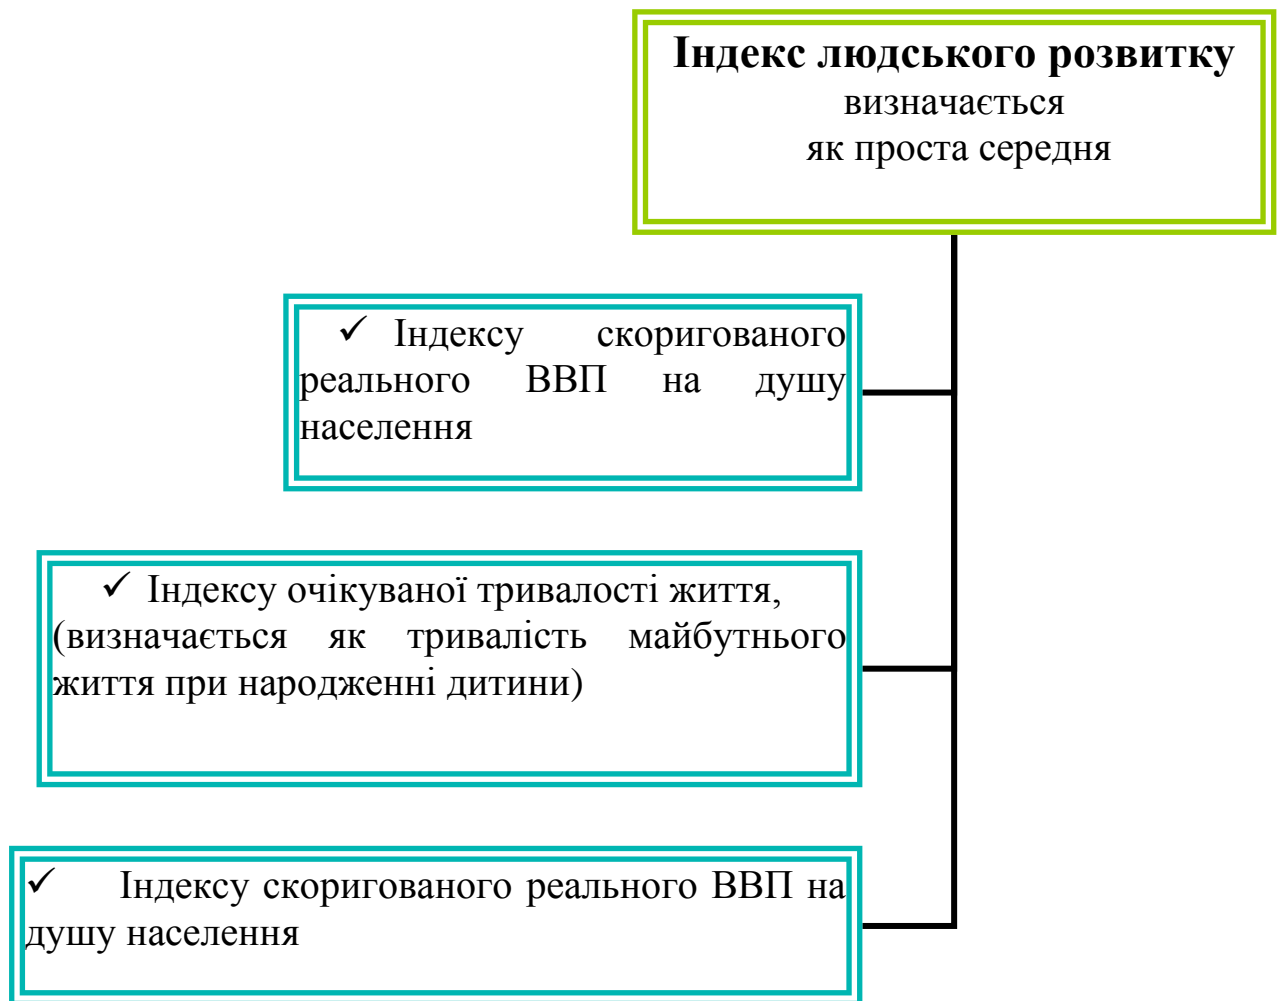 Індекс людського розвитку
визначається
як проста середня
✓ Індексу скоригованого
реального ВВП на душу
населення
✓ Індексу очікуваної тривалості життя,
(визначається як тривалість майбутнього
життя при народженні дитини)
✓ Індексу скоригованого реального ВВП на
душу населення